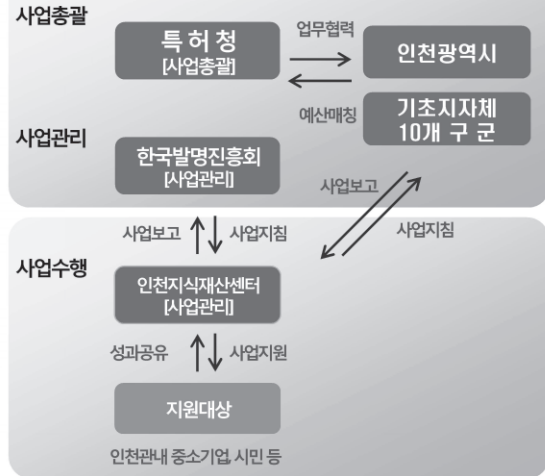 사업총괄
특허청
[사업총괄]
업무협력
인천광역시
예산매칭
기초지자체
10개 구 군
사업관리
한국발명진흥회
[사업관리]
사업보고
사업지침
사업보고
사업지침
사업수행
인천지식재산센터
[사업관리]
성과공유
사업지원
지원대상
인천관내 중소기업, 시민 등